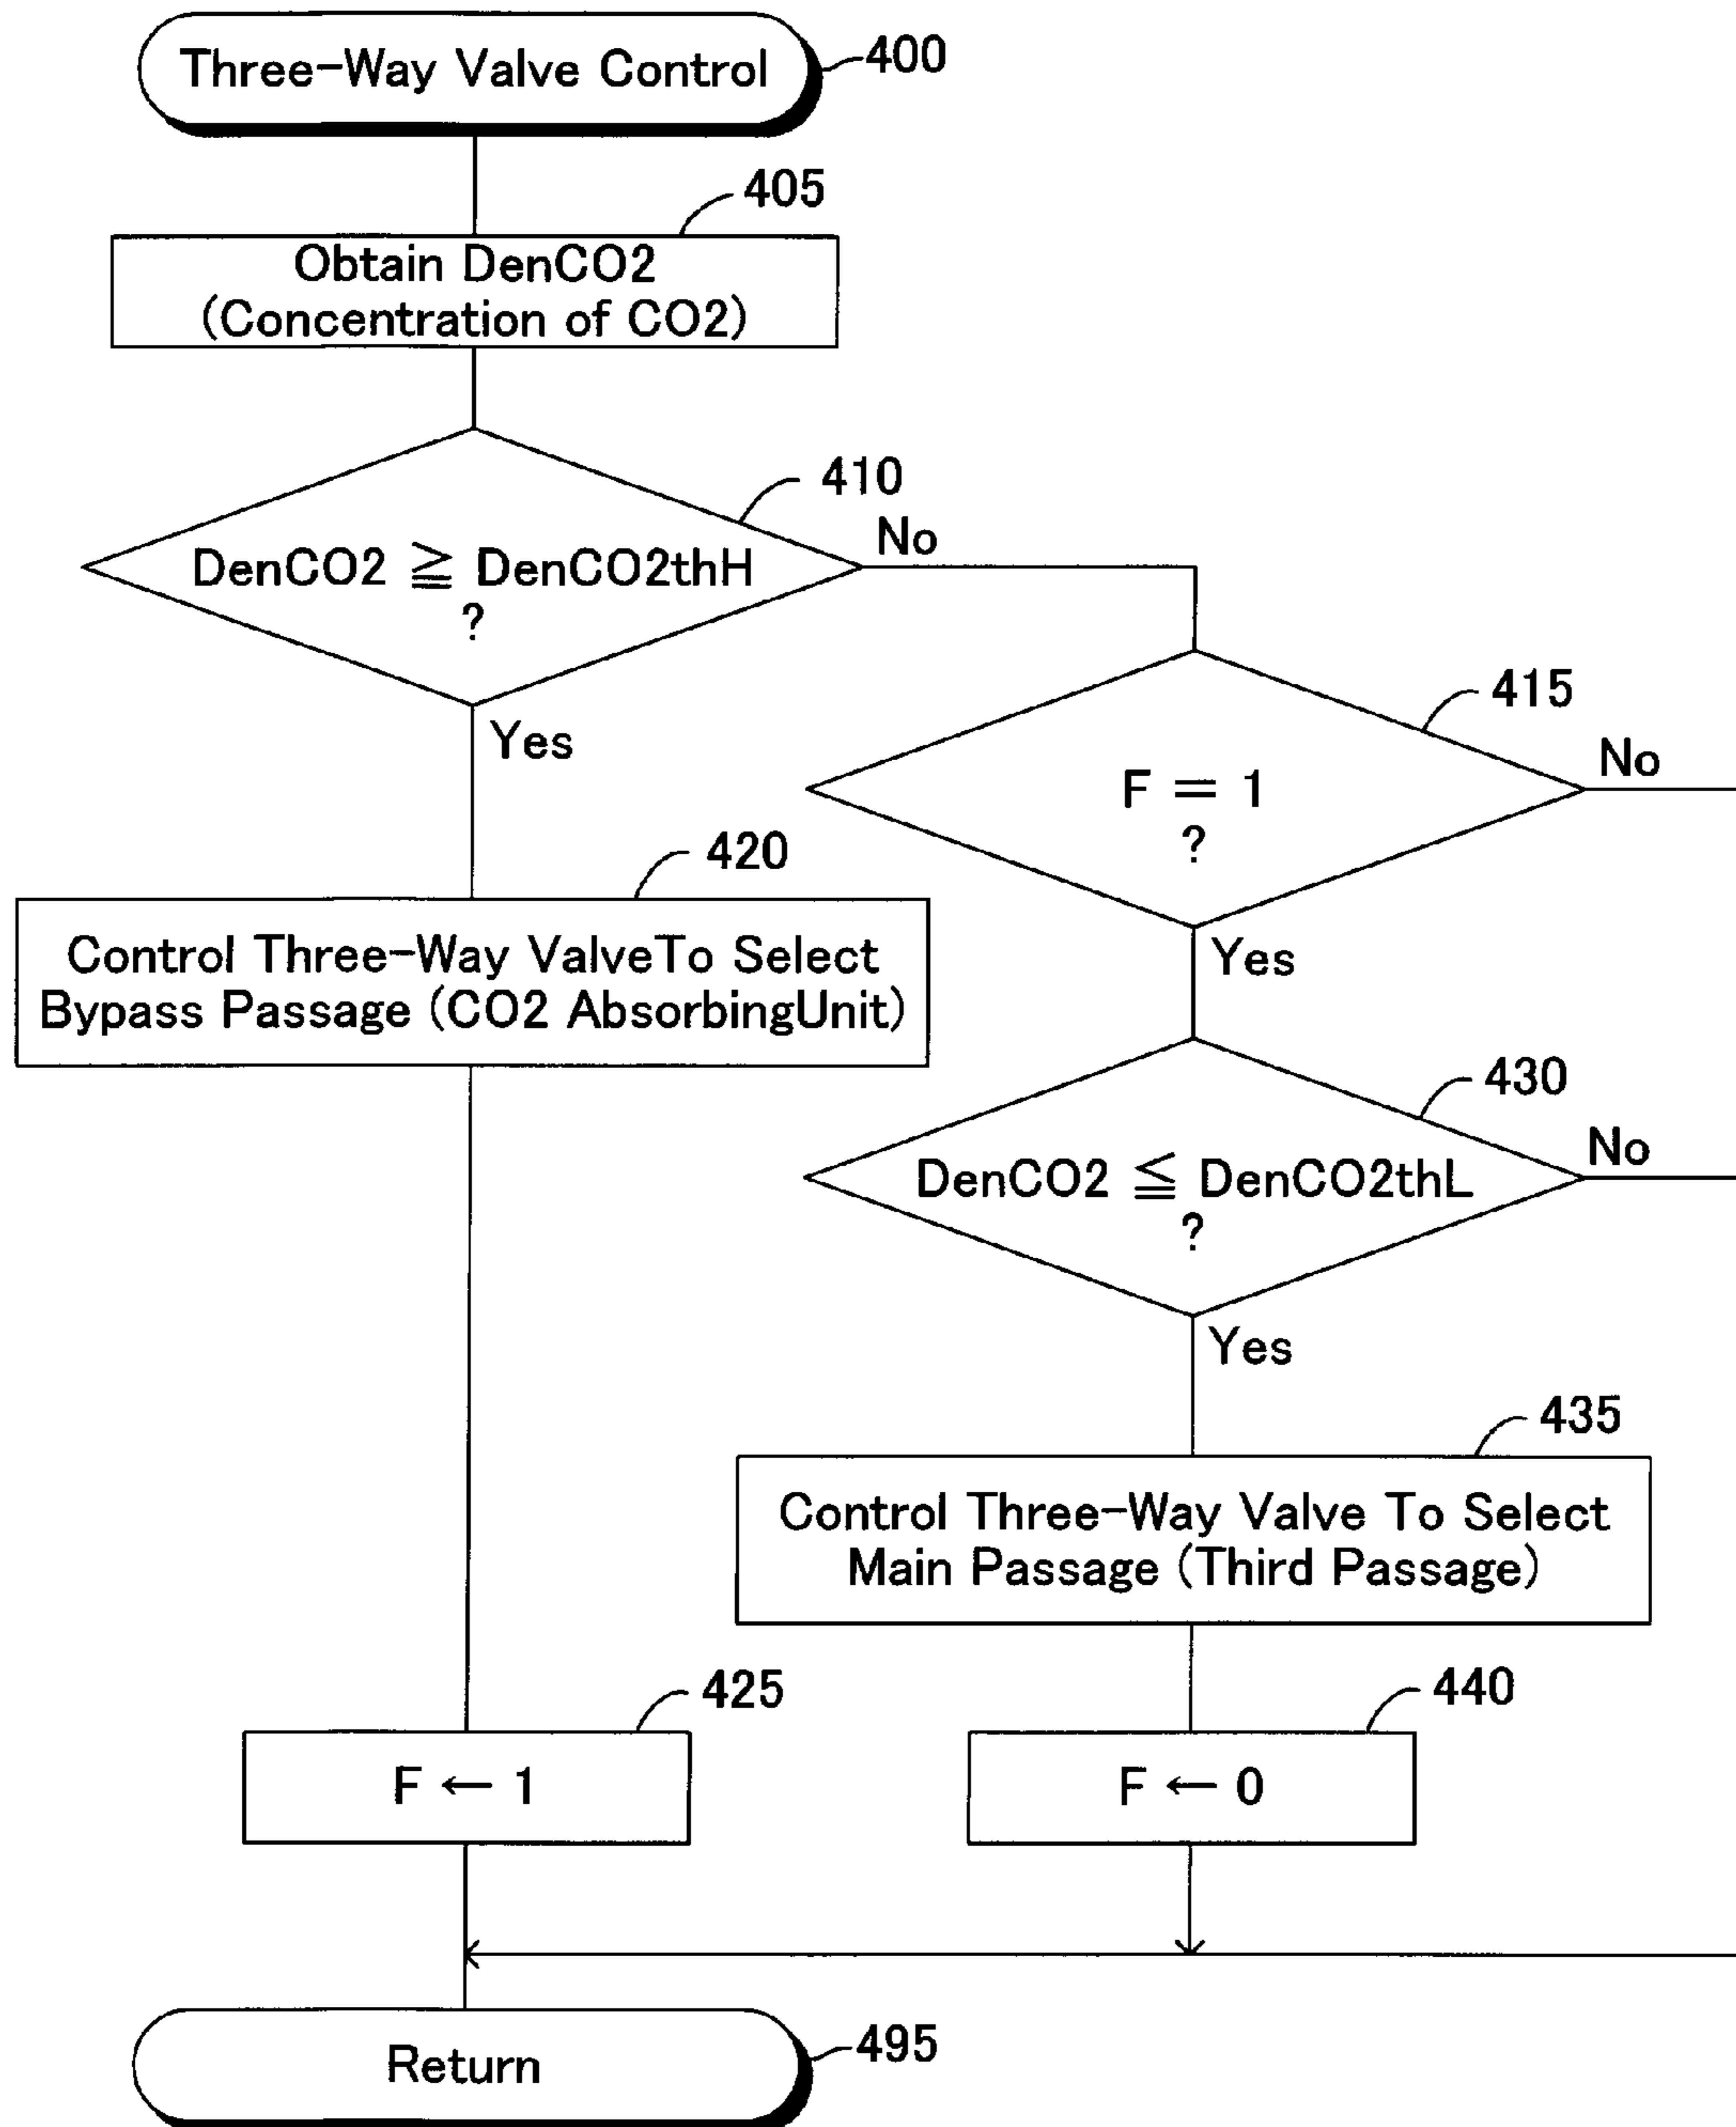 Three-Way Valve Control
400
405
Obtain DenCO2
(Concentration of CO2)
410
DenCO2 ≧ DenCO2thH
?
No
Yes
415
F = 1
?
No
Yes
420
Control Three-Way ValveTo Select
Bypass Passage (CO2 AbsorbingUnit)
430
DenCO2 ≦ DenCO2thL
?
No
Yes
435
Control Three-Way Valve To Select
Main Passage (Third Passage)
425
F ← 1
440
F ← 0
Return
495